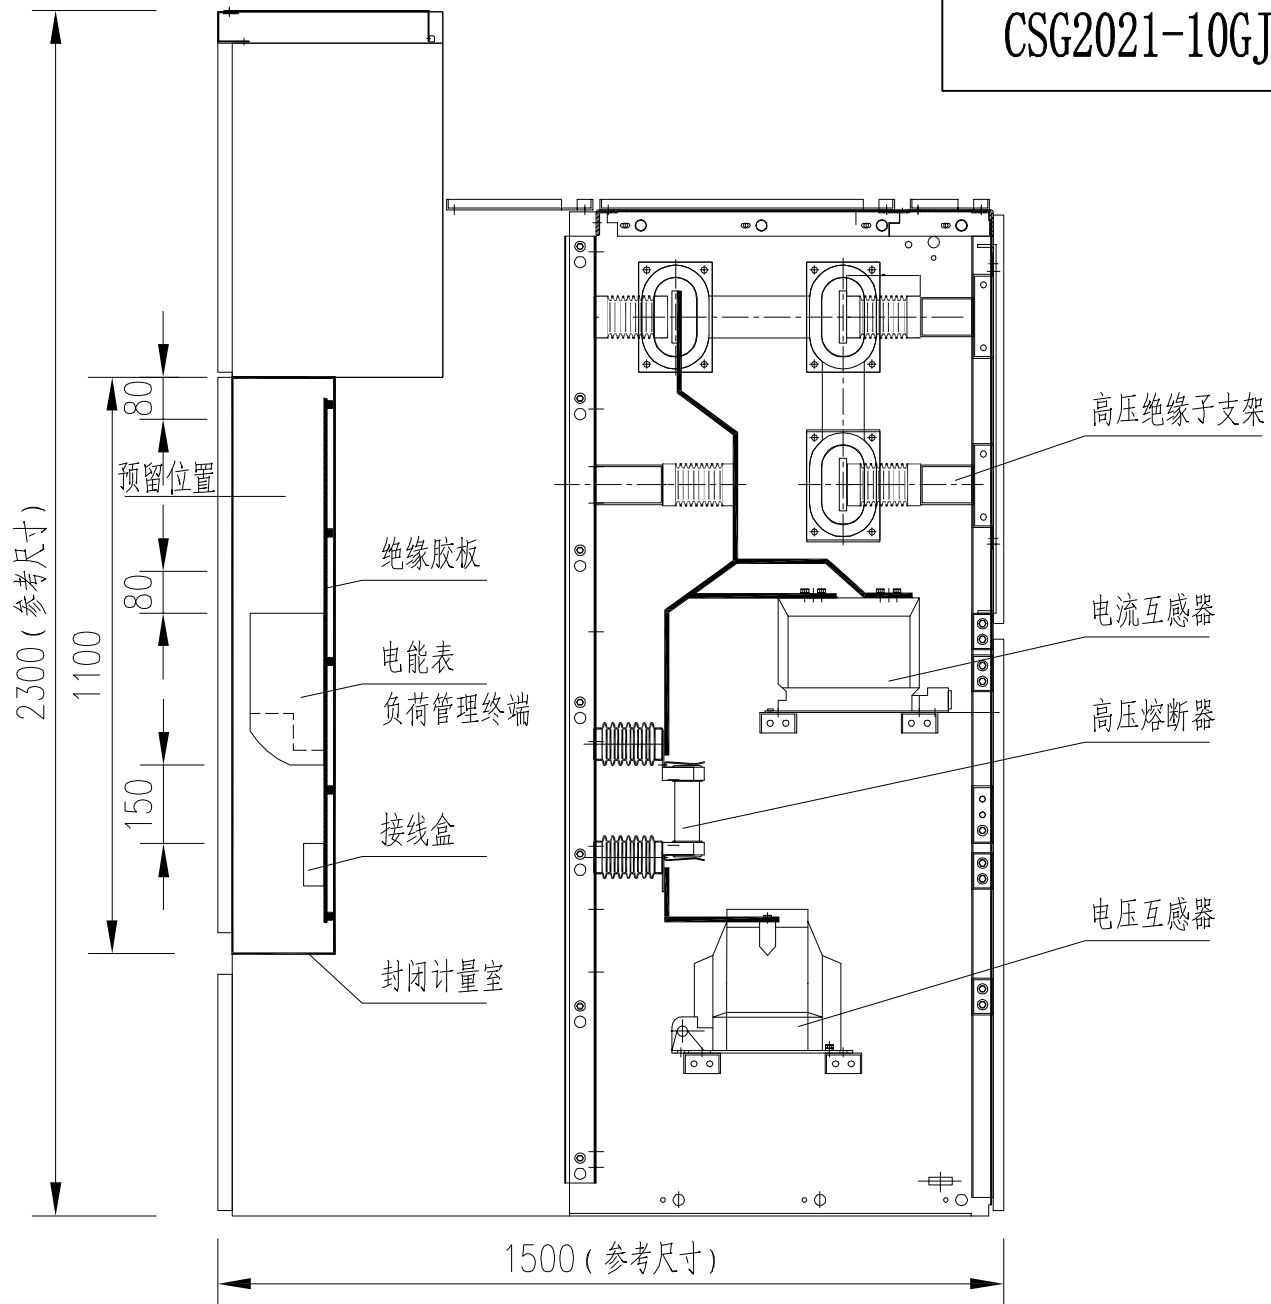 CSG2021-10GJ
80
预留位置
80
2300(参考尺寸)
1100
150
绝缘胶板
电能表
负荷管理终端
接线盒
封闭计量室
高压绝缘子支架
电流互感器
高压熔断器
电压互感器
1500(参考尺寸)